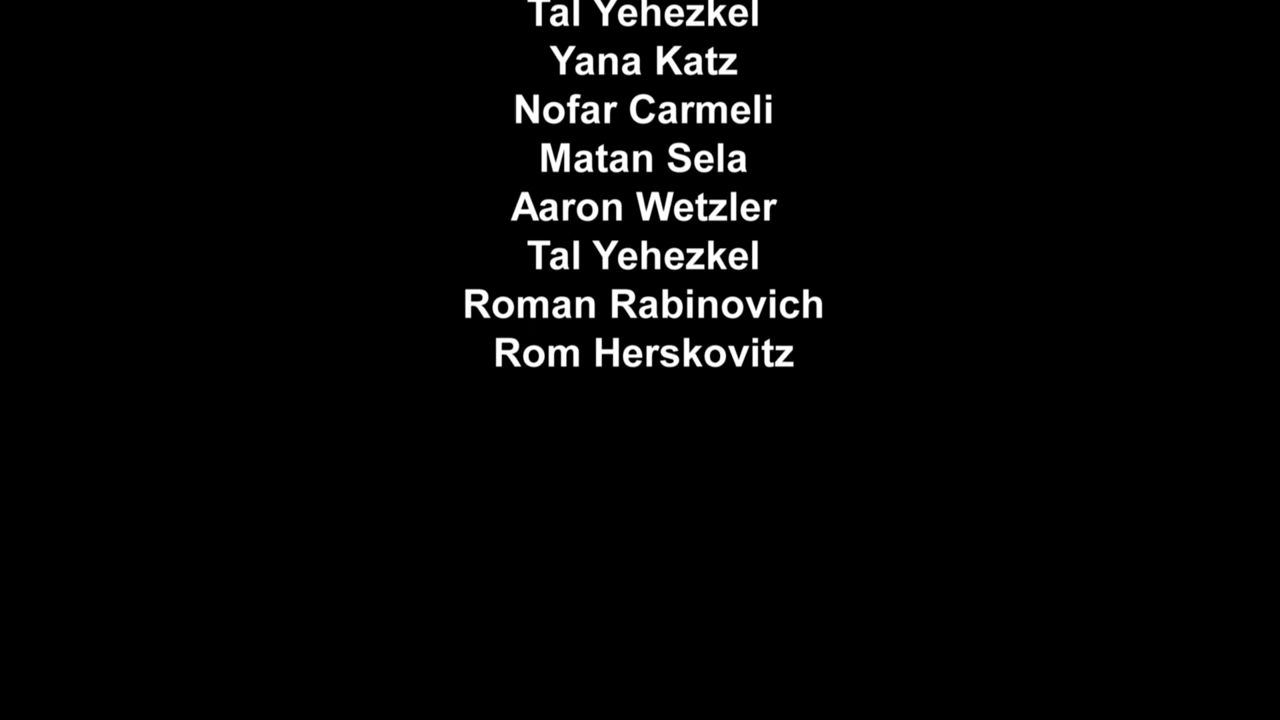 Tal Yehezkel
Yana Katz
Nofar Carmeli
Matan Sela
Aaron Wetzler
Tal Yehezkel
Roman Rabinovich
Rom Herskovitz